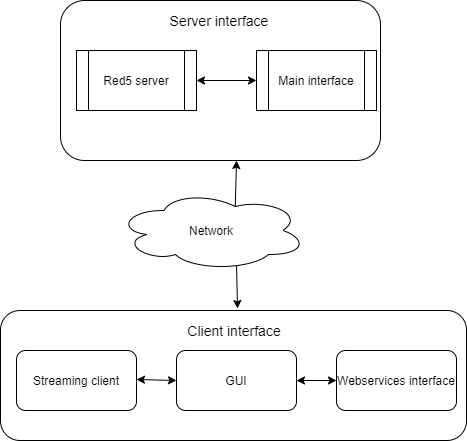 Server interface
Red5 server
Main interface
Network
Client interface
Streaming client
GUI
Webservices interface